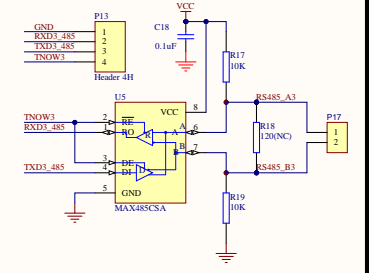 VCC
P13
GND 1
RXD3_485 2
TXD3_485 3
TNOW3 4
Header 4H
C18
0.1uF
R17
10K
U5
VCC 8
TNOW3 2 RE
RXD3_485 1 RO R A A 6
B B 7
RS485_A3
R18
120(NC)
P17
1
2
RS485_B3
3 DE
TXD3_485 4 DI D
5 GND
MAX485CSA
R19
10K